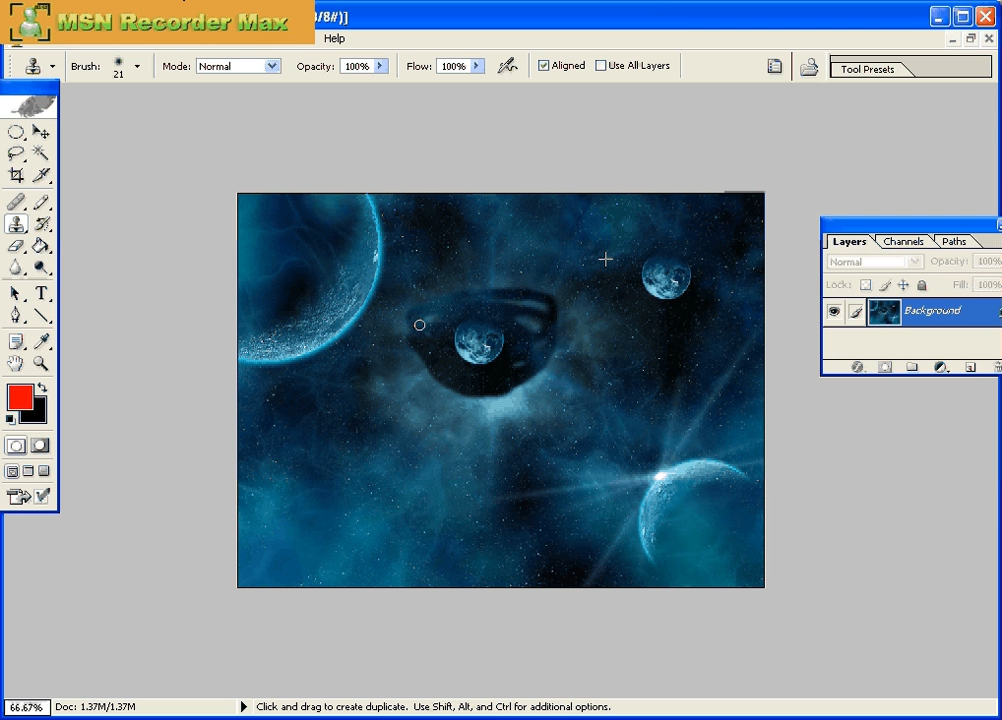 MSN Recorder Max
/8#)]
Help
Brush:
21
Mode: Normal
Opacity: 100%
Flow: 100%
Aligned
Use All Layers
Tool Presets
Layers
Channels
Paths
Normal
Opacity: 100%
Lock:
Fill: 100%
Background
T
66.67%
Doc: 1.37M/1.37M
Click and drag to create duplicate. Use Shift, Alt, and Ctrl for additional options.